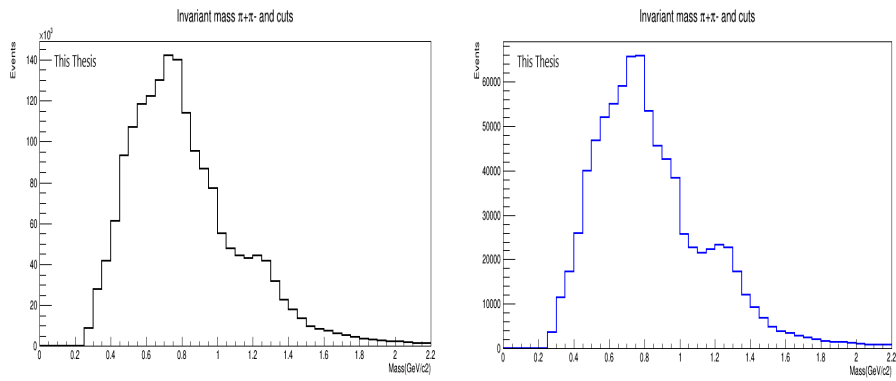 Invariant mass π+π- and cuts
×10³
Events
This Thesis
140
120
100
80
60
40
20
0
0 0.2 0.4 0.6 0.8 1 1.2 1.4 1.6 1.8 2 2.2
Mass(GeV/c2)
Invariant mass π+π- and cuts
Events
This Thesis
60000
50000
40000
30000
20000
10000
0
0 0.2 0.4 0.6 0.8 1 1.2 1.4 1.6 1.8 2 2.2
Mass(GeV/c2)